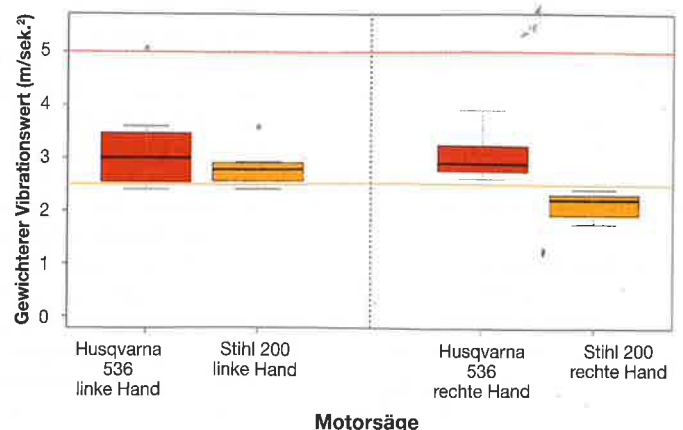 Gewichterer Vibrationswert (m/sek.²)
5
4
3
2
1
0
Husqvarna
536
linke Hand
Stihl 200
linke Hand
Husqvarna
536
rechte Hand
Stihl 200
rechte Hand
Motorsäge